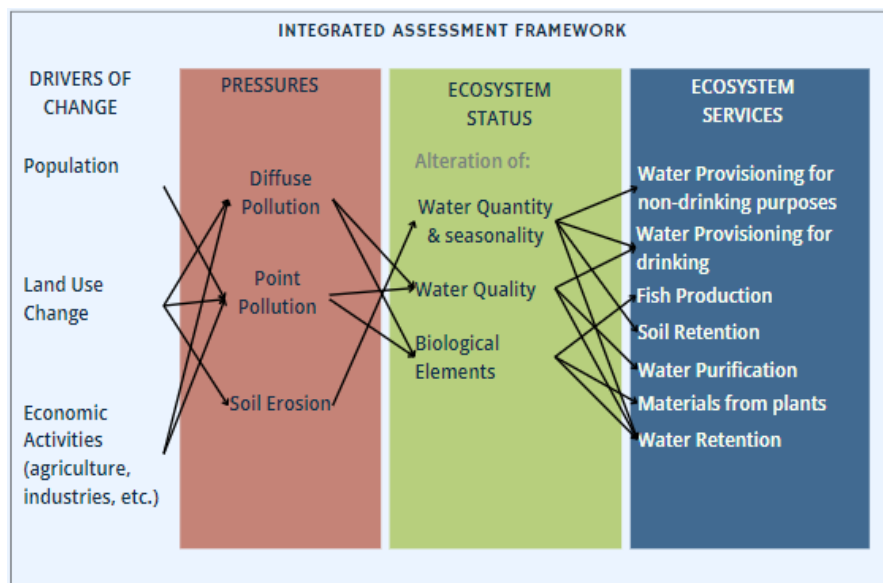 INTEGRATED ASSESSMENT FRAMEWORK
DRIVERS OF
CHANGE
Population
Land Use
Change
Economic
Activities
(agriculture,
industries, etc.)
PRESSURES
Diffuse
Pollution
Point
Pollution
Soil Erosion
ECOSYSTEM
STATUS
Alteration of:
Water Quantity
& seasonality
Water Quality
Biological
Elements
ECOSYSTEM
SERVICES
Water Provisioning for
non-drinking purposes
Water Provisioning for
drinking
Fish Production
Soil Retention
Water Purification
Materials from plants
Water Retention